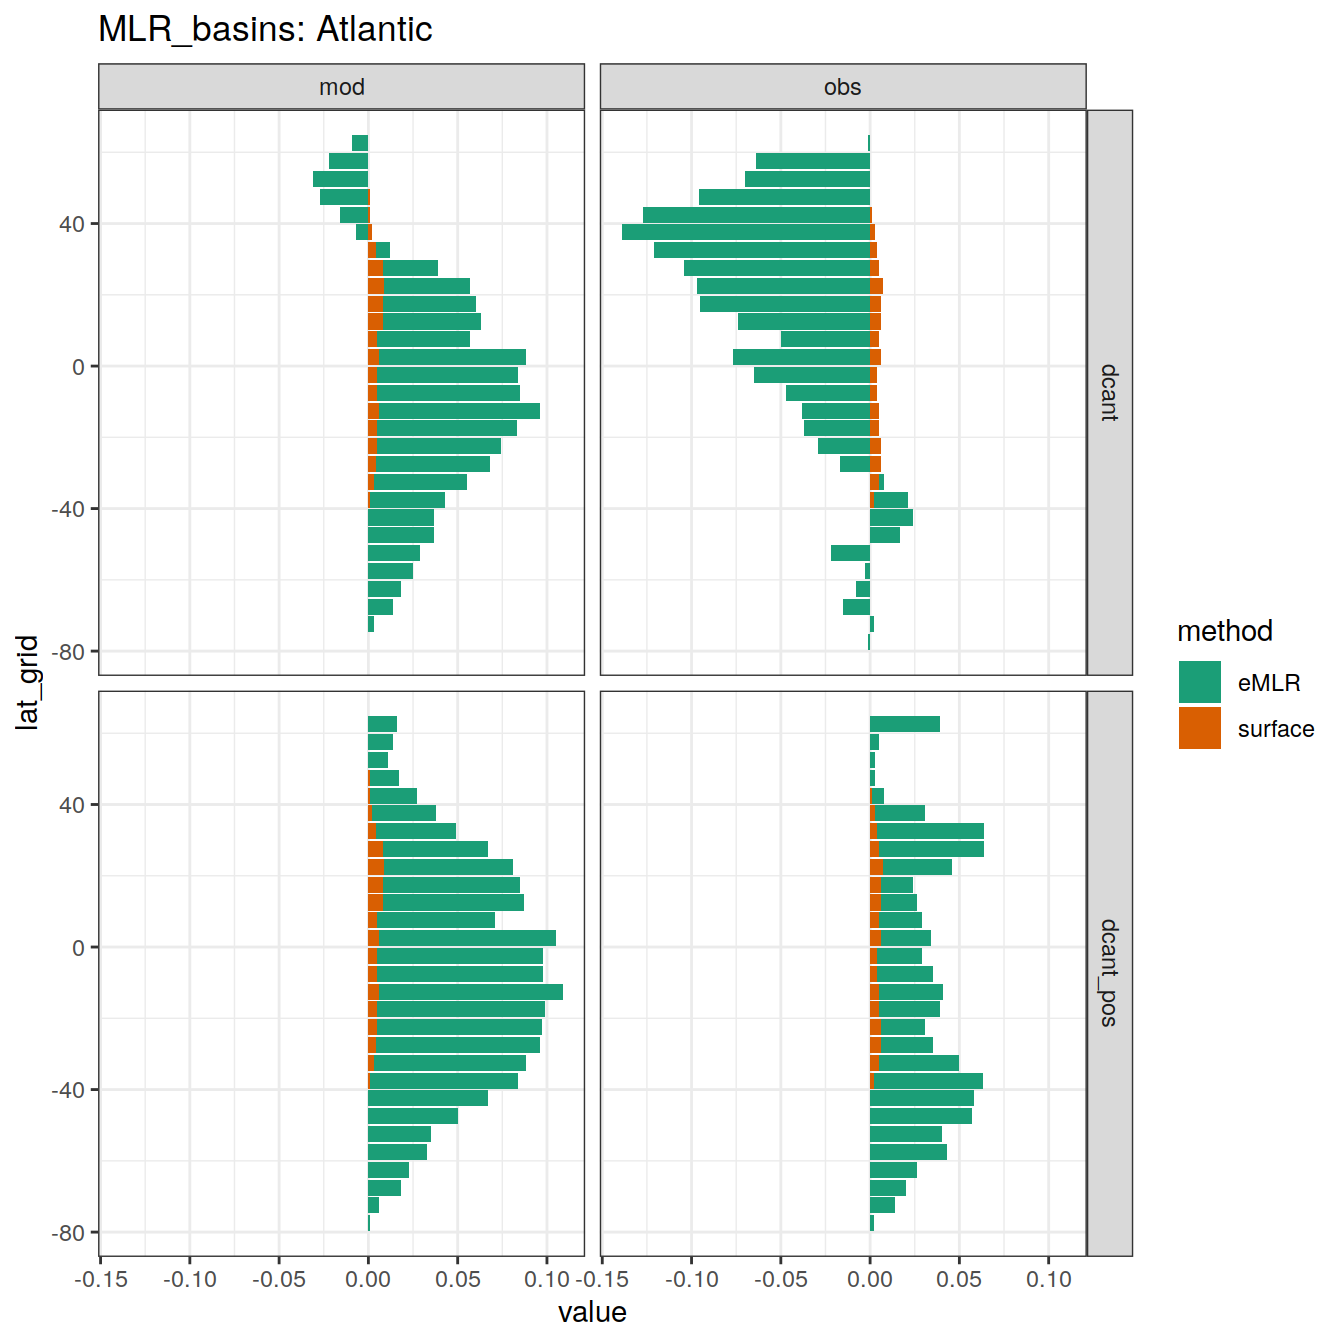 MLR_basins: Atlantic
mod obs
40
0
-40
-80
dcant
40
0
-40
-80
dcant_pos
lat_grid
-0.15 -0.10 -0.05 0.00 0.05 0.10 -0.15 -0.10 -0.05 0.00 0.05 0.10
value
method
eMLR
surface